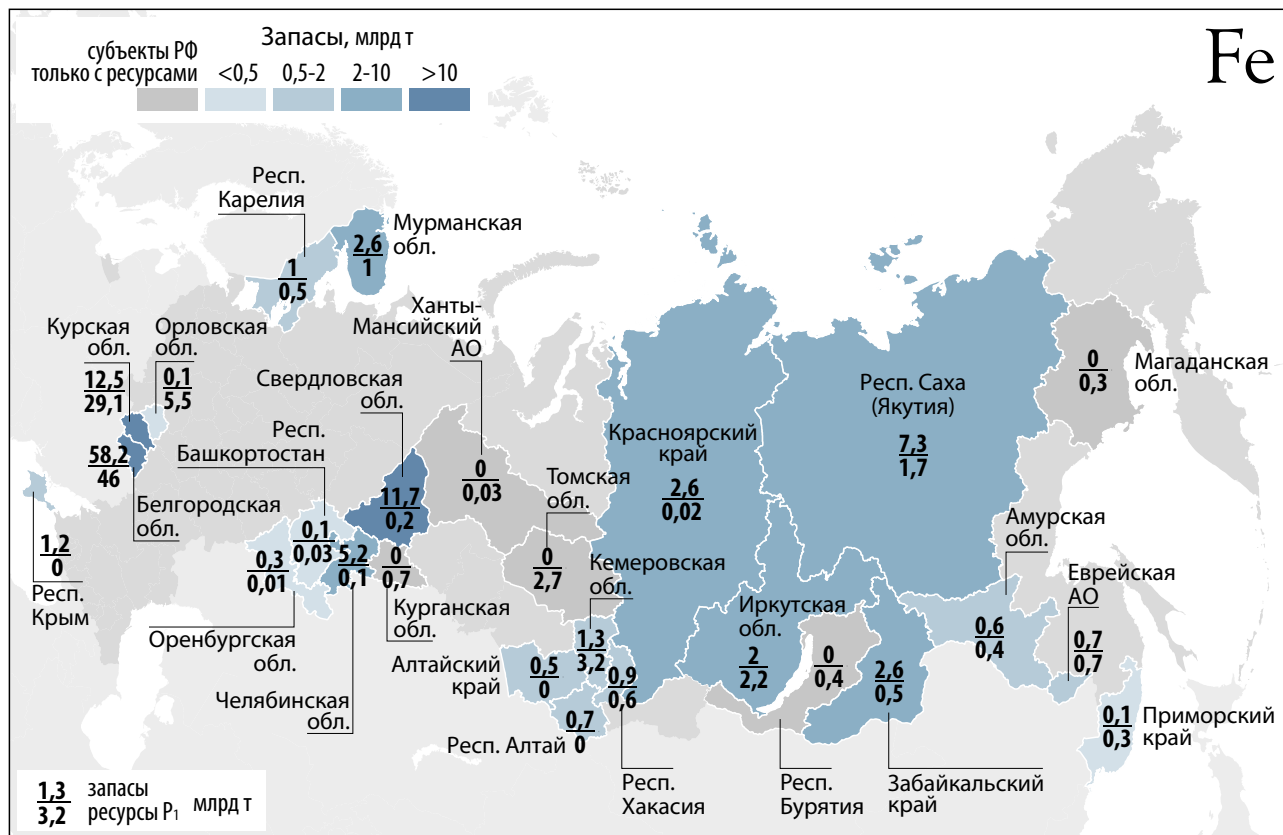 Fe
Запасы, млрд т
субъекты РФ
только с ресурсами
<0,5
0,5-2
2-10
>10
Респ.
Карелия
1
0,5
Мурманская
обл.
2,6
1
Ханты-
Мансийский
АО
0
0,03
Курская
обл.
12,5
29,1
Орловская
обл.
0,1
5,5
Свердловская
обл.
11,7
0,2
Респ.
Башкортостан
0,1
0,03
58,2
46
Белгородская
обл.
1,2
0
Респ.
Крым
0,3
0,01
Оренбургская
обл.
5,2
0,1
Челябинская
обл.
0
0,7
Курганская
обл.
Томская
обл.
0
2,7
Кемеровская
обл.
1,3
3,2
Алтайский
край
0,5
0
Респ. Алтай
0,7
0
0,9
0,6
Респ.
Хакасия
Красноярский
край
2,6
0,02
Респ. Саха
(Якутия)
7,3
1,7
0
0,3
Магаданская
обл.
Иркутская
обл.
2
2,2
0
0,4
Респ.
Бурятия
2,6
0,5
Забайкальский
край
Амурская
обл.
0,6
0,4
Еврейская
АО
0,7
0,7
0,1
0,3
Приморский
край
1,3
3,2
запасы
ресурсы P₁
млрд т